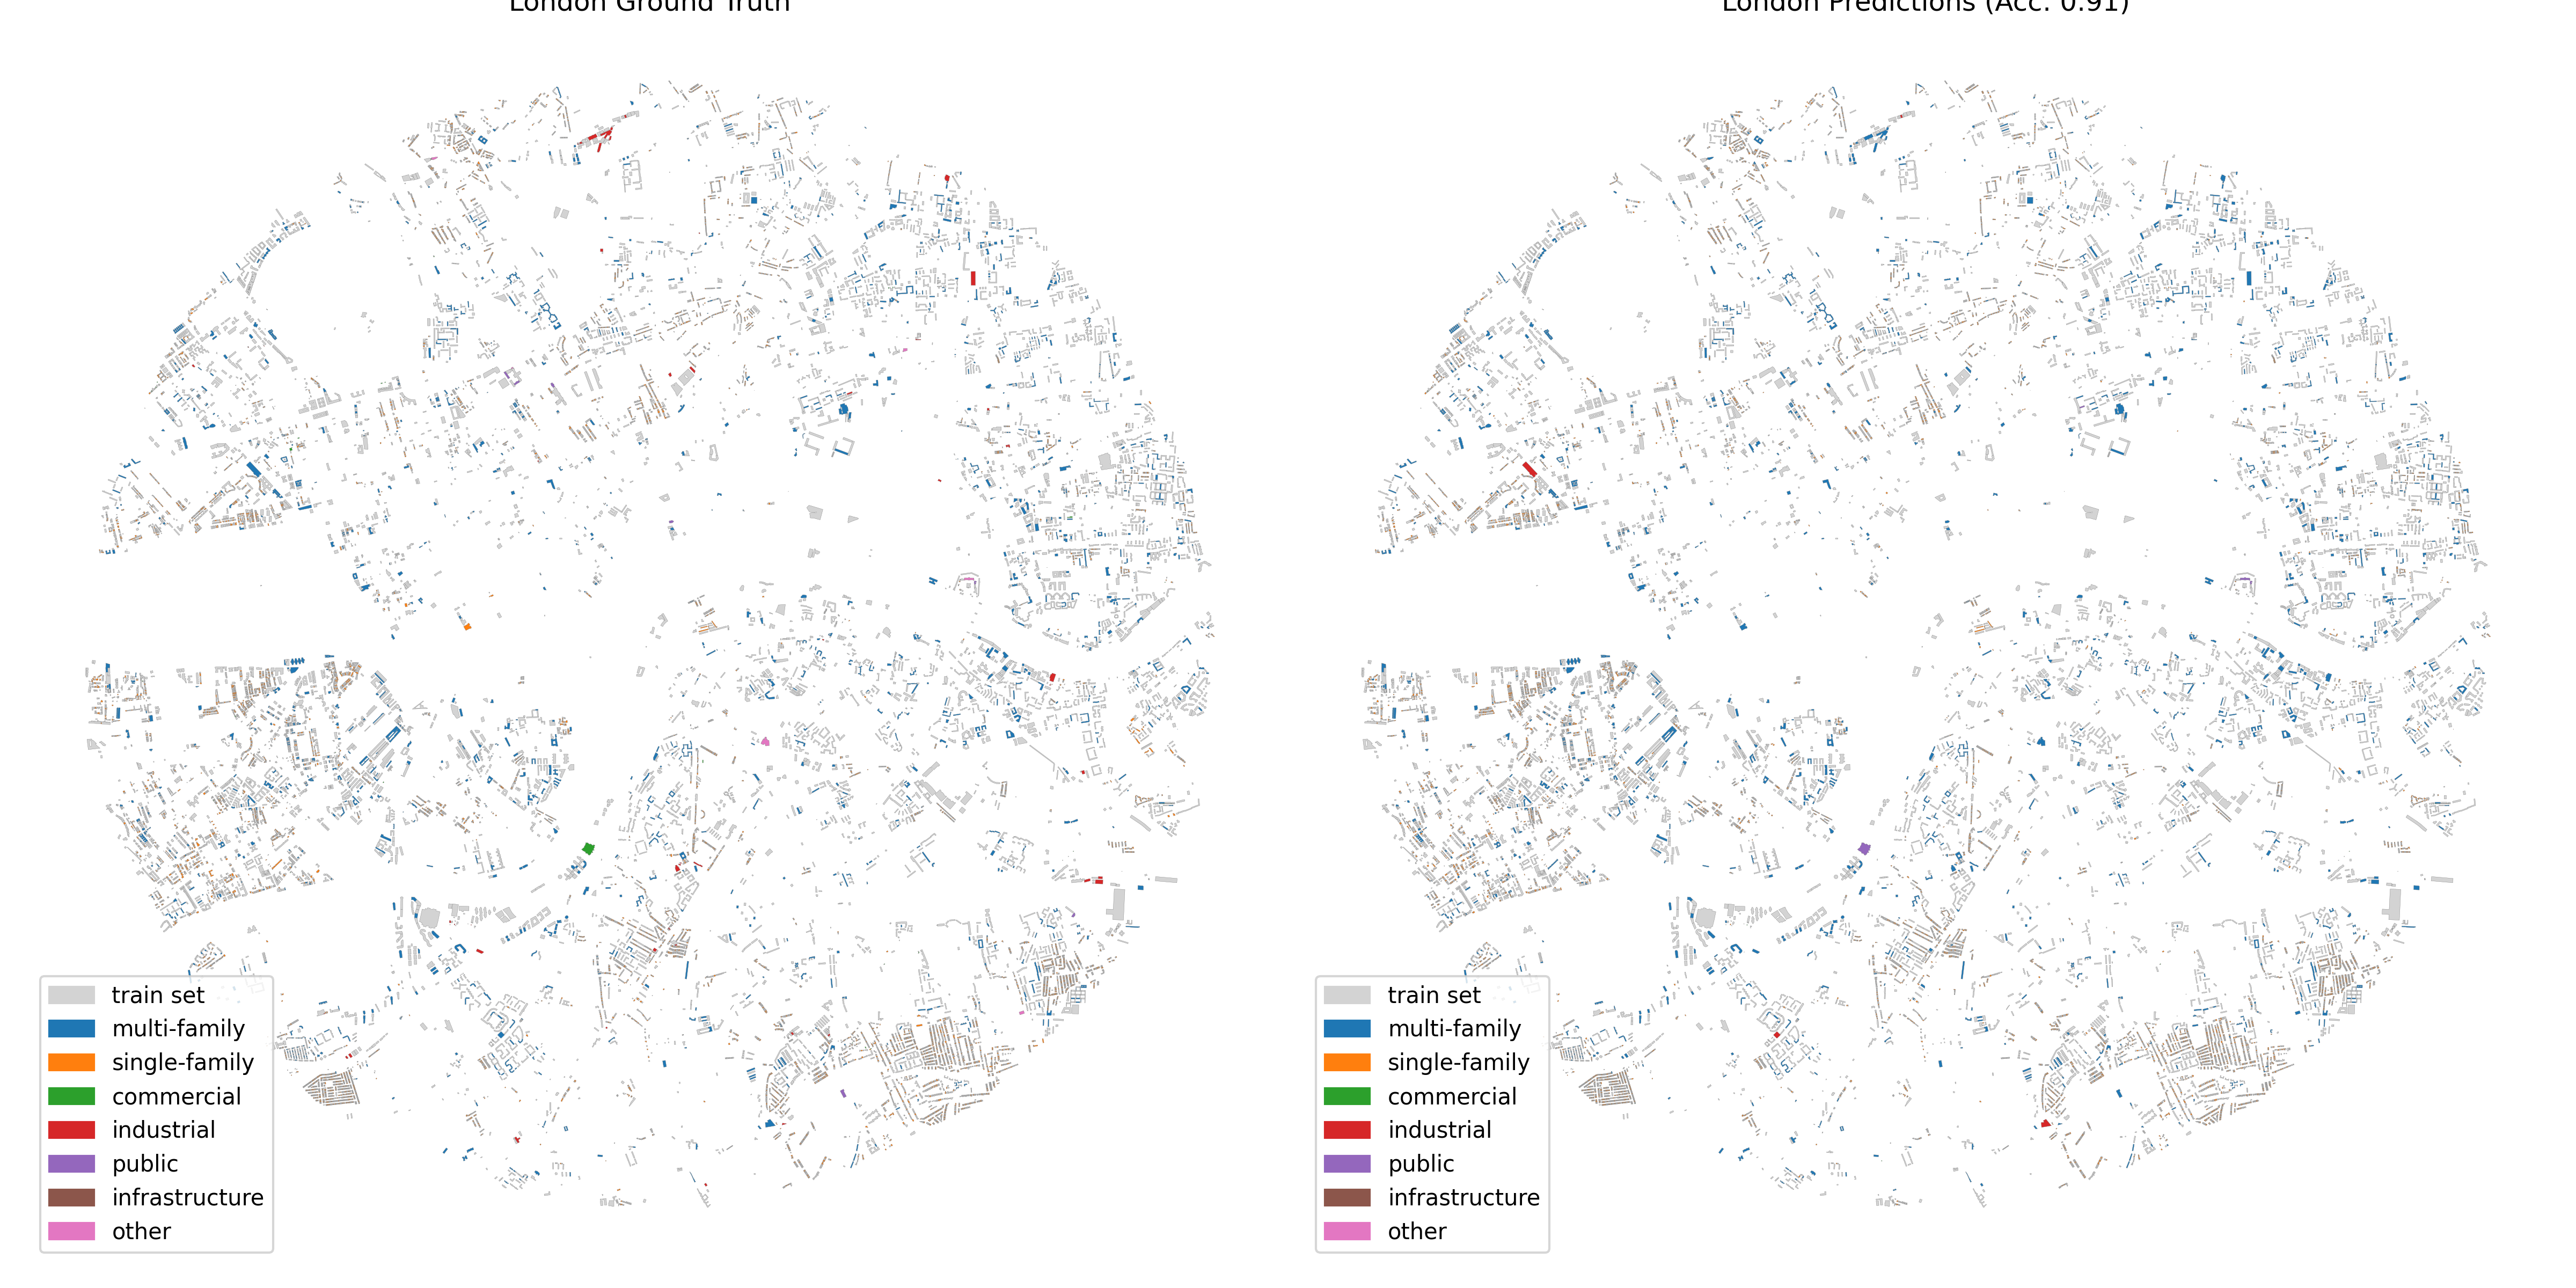 London Ground Truth
London Predictions (Acc. 0.91)
train set
multi-family
single-family
commercial
industrial
public
infrastructure
other
train set
multi-family
single-family
commercial
industrial
public
infrastructure
other